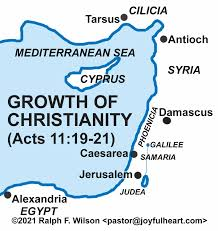 CILICIA
Tarsus
Antioch
MEDITERRANEAN SEA
SYRIA
CYPRUS
GROWTH OF
CHRISTIANITY
(Acts 11:19-21)
PHOENICIA
Damascus
GALILEE
Caesarea
SAMARIA
Jerusalem
JUDEA
Alexandria
EGYPT
©2021 Ralph F. Wilson <pastor@joyfulheart.com>